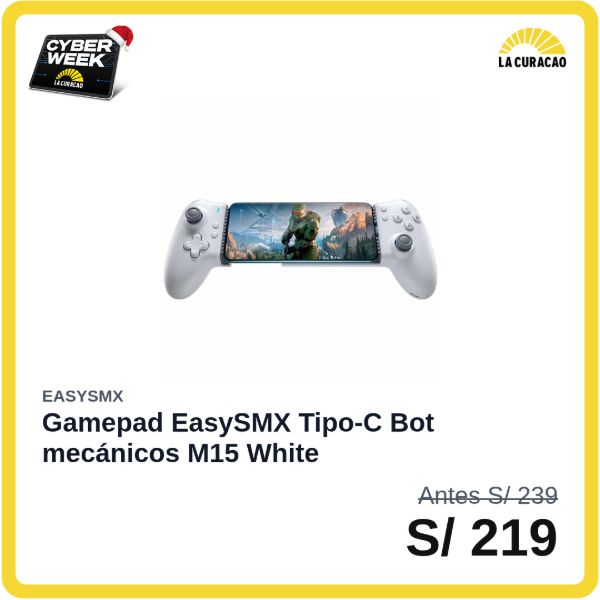 CYBER
WEEK
LA CURACAO
LA CURACAO
EASYSMX
Gamepad EasySMX Tipo-C Bot
mecánicos M15 White
Antes S/ 239
S/ 219